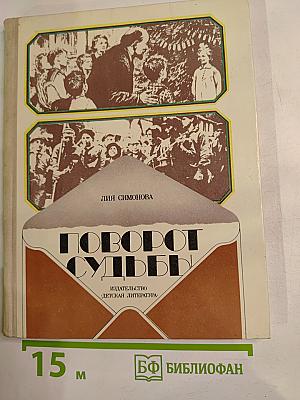 ЛИЯ СИМОНОВА
ПОВОРОТ
СУДЬБЫ
ИЗДАТЕЛЬСТВО
«ДЕТСКАЯ ЛИТЕРАТУРА»
15 м
БФ БИБЛИОФАН